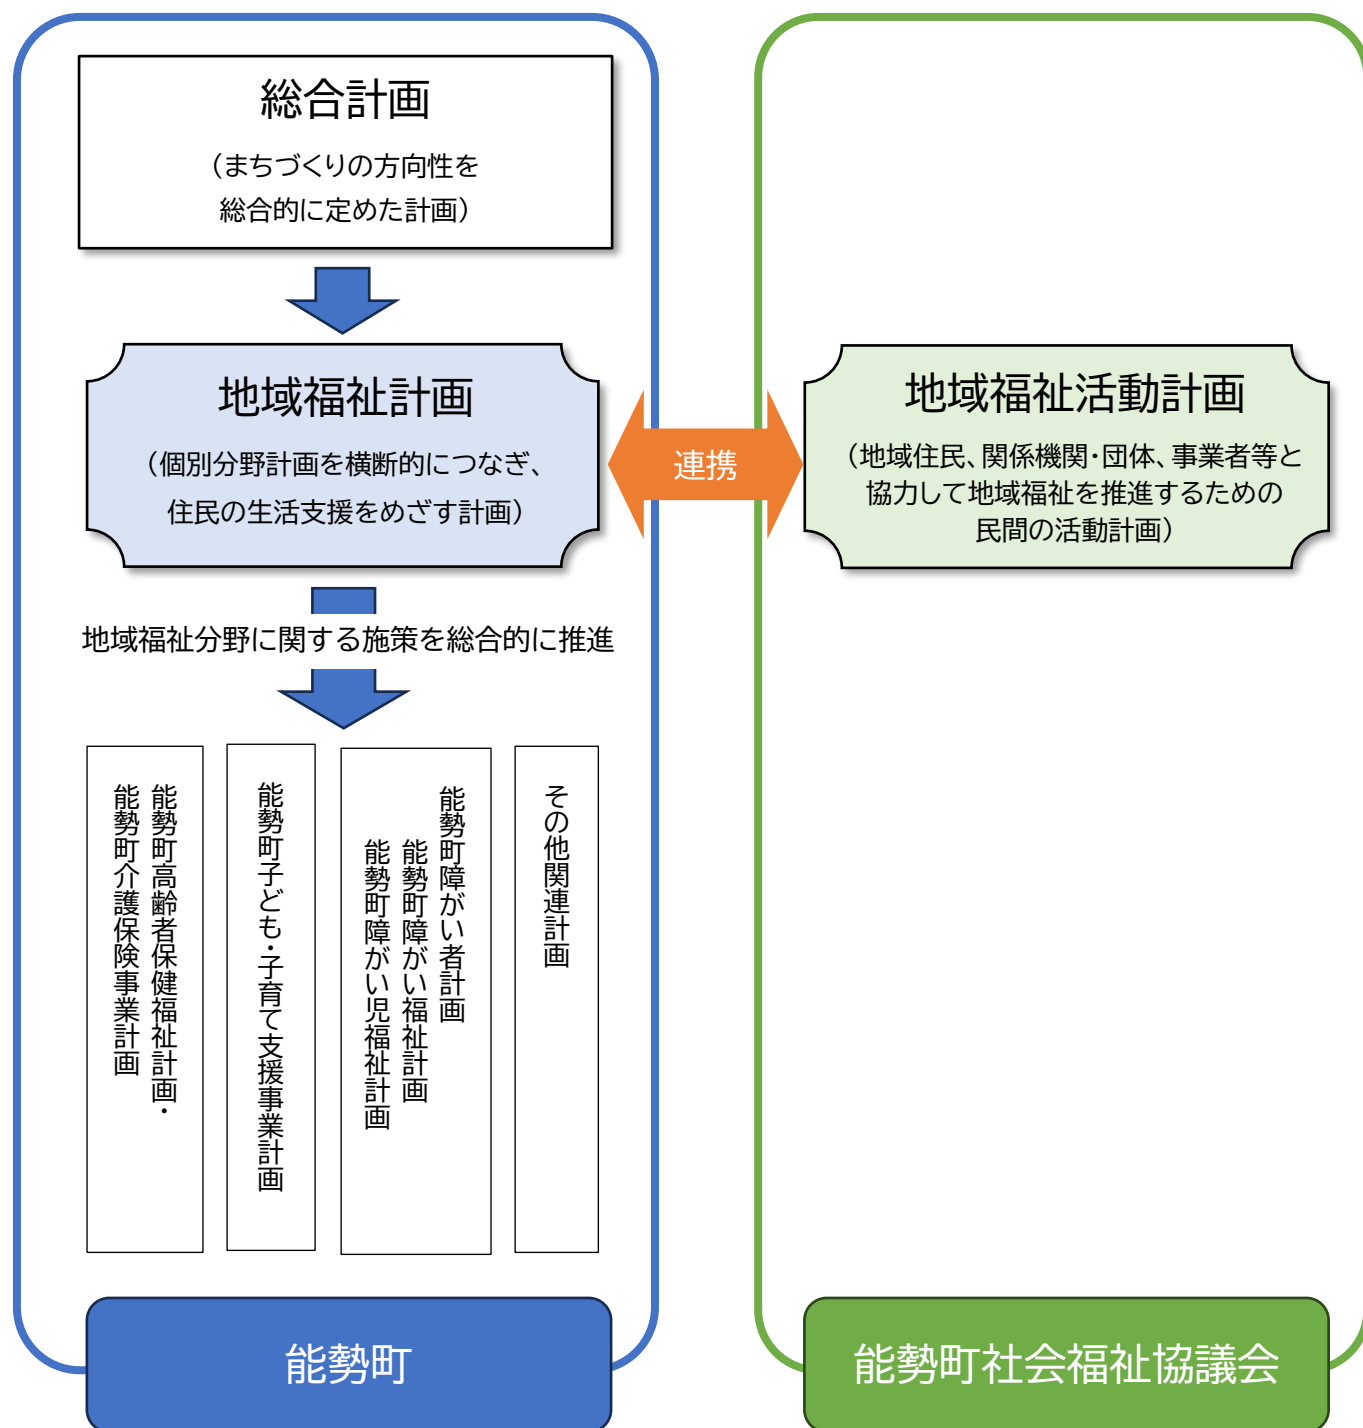 総合計画
（まちづくりの方向性を
総合的に定めた計画）
地域福祉計画
（個別分野計画を横断的につなぎ、
住民の生活支援をめざす計画）
連携
地域福祉活動計画
（地域住民、関係機関・団体、事業者等と
協力して地域福祉を推進するための
民間の活動計画）
地域福祉分野に関する施策を総合的に推進
能勢町高齢者保健福祉計画・
能勢町介護保険事業計画
能勢町子ども・子育て支援事業計画
能勢町障がい者計画
能勢町障がい福祉計画
能勢町障がい児福祉計画
その他関連計画
能勢町
能勢町社会福祉協議会